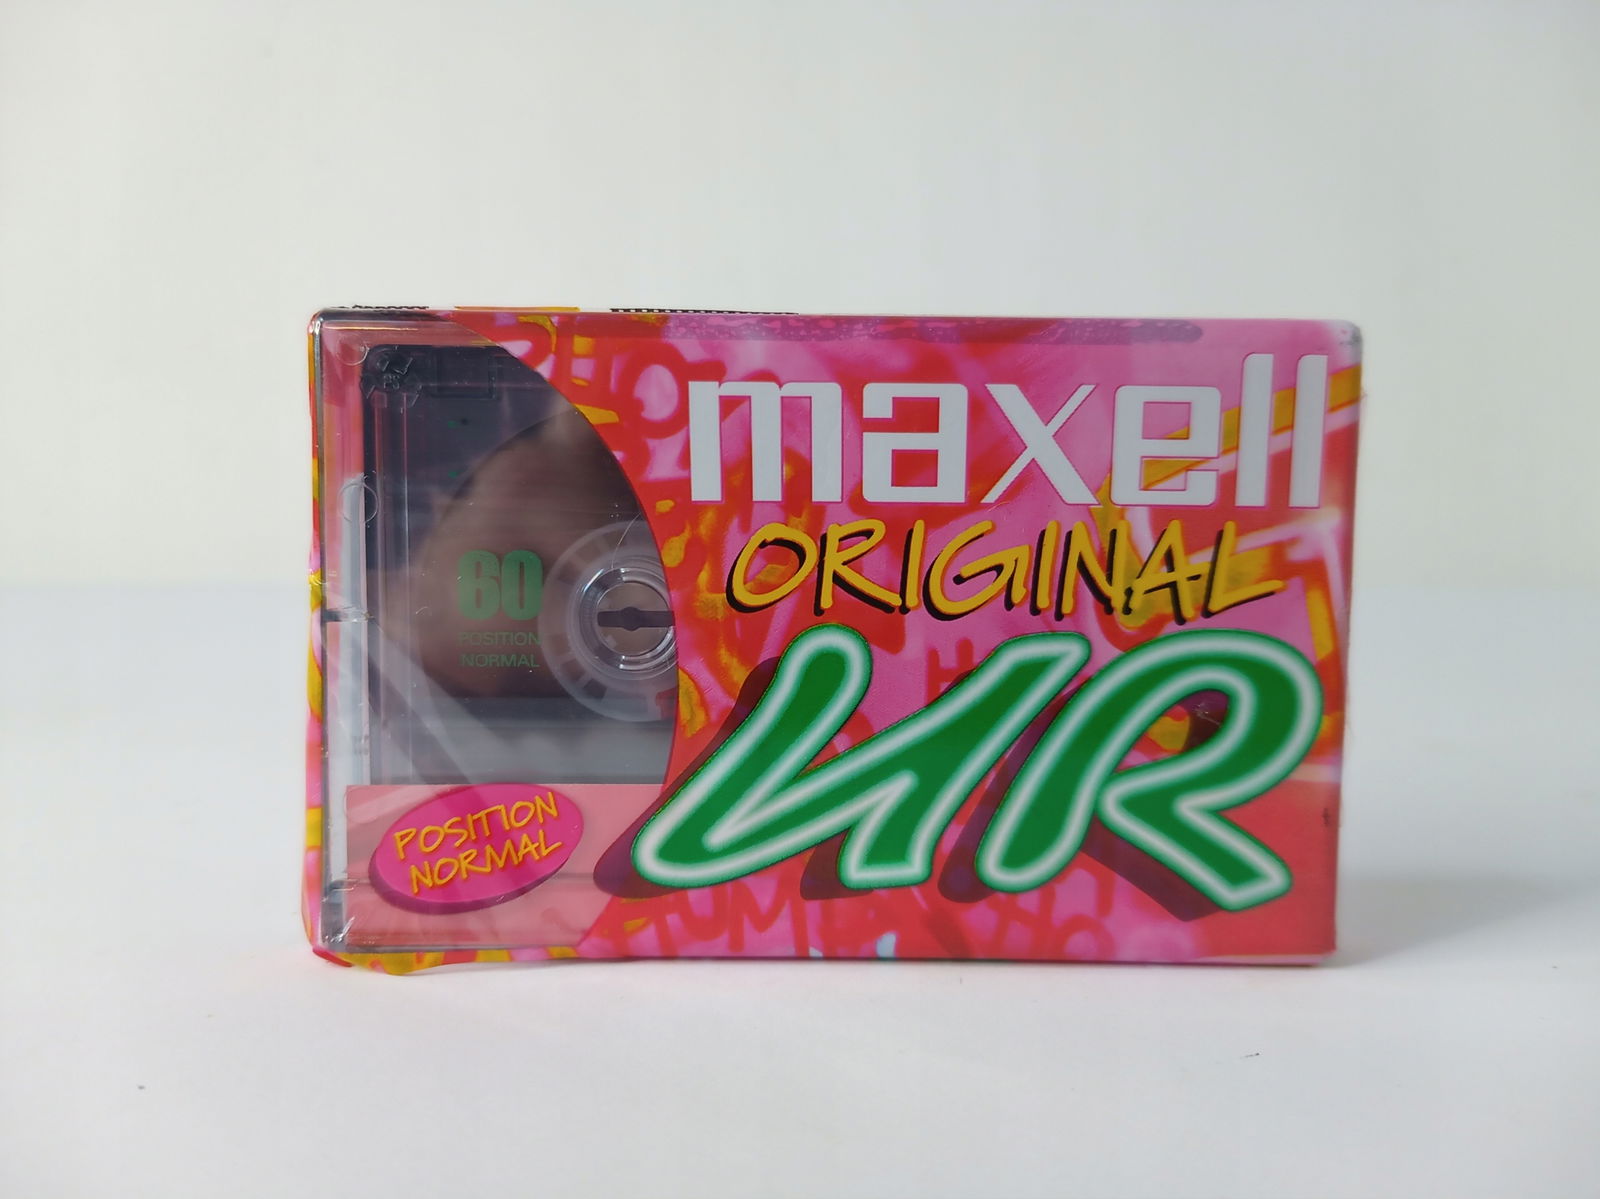 maxell
ORIGINAL
UR
60
POSITION
NORMAL
POSITION
NORMAL